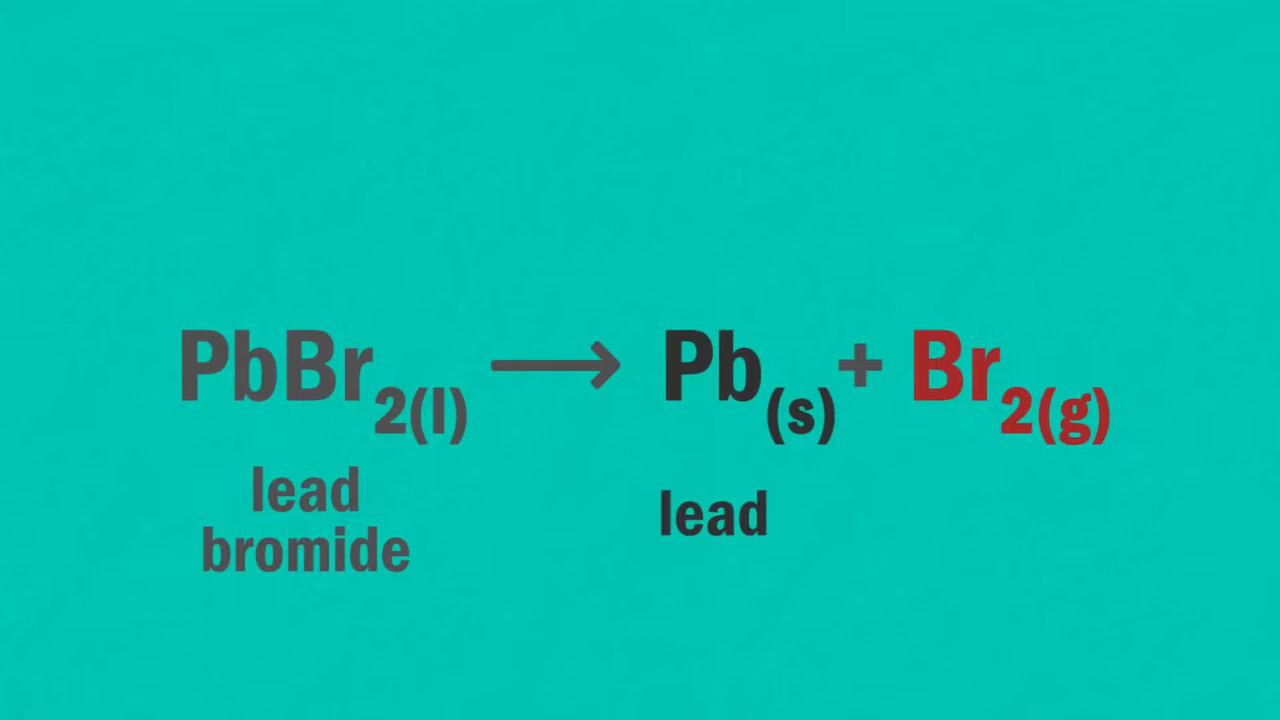 PbBr2(l) → Pb(s) + Br2(g)
lead
bromide
lead